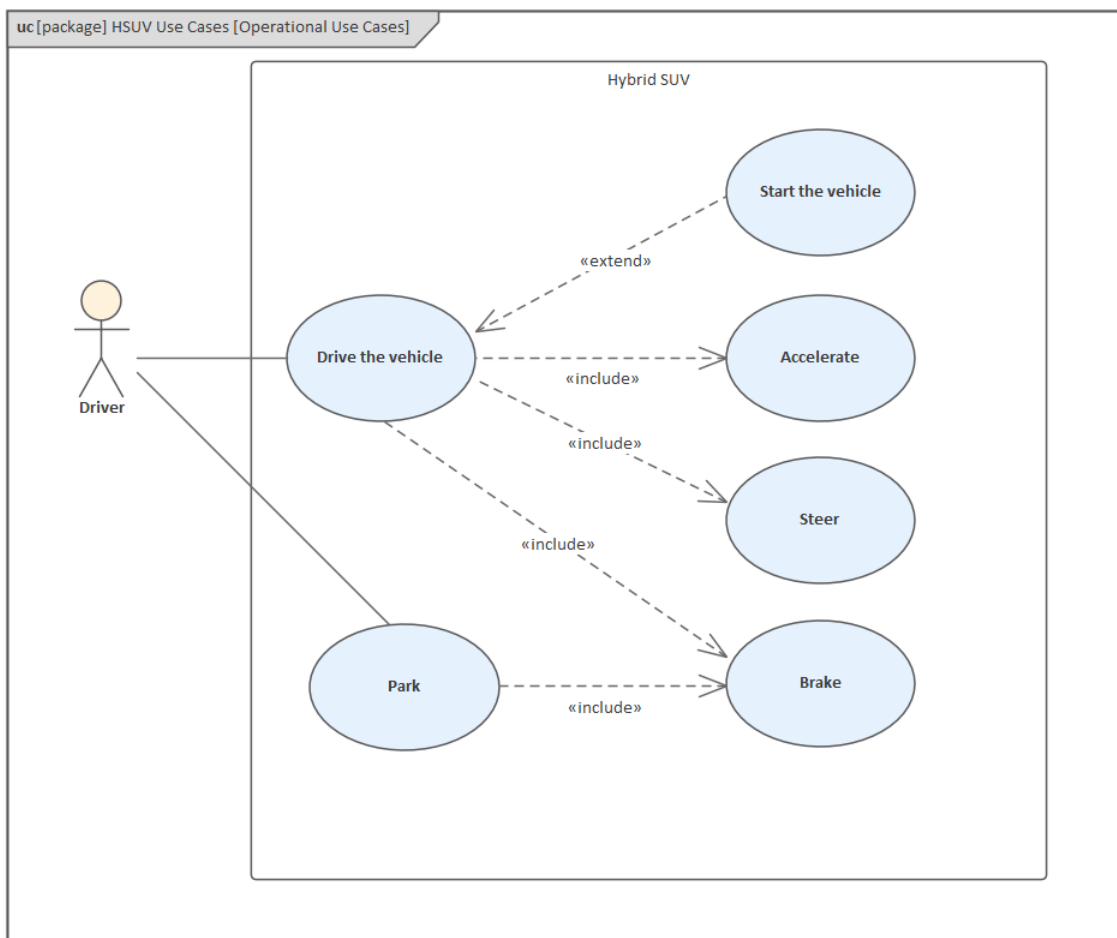 uc [package] HSUV Use Cases [Operational Use Cases]
Hybrid SUV
Start the vehicle
«extend»
Drive the vehicle
Accelerate
«include»
Driver
«include»
Steer
«include»
Park
Brake
«include»